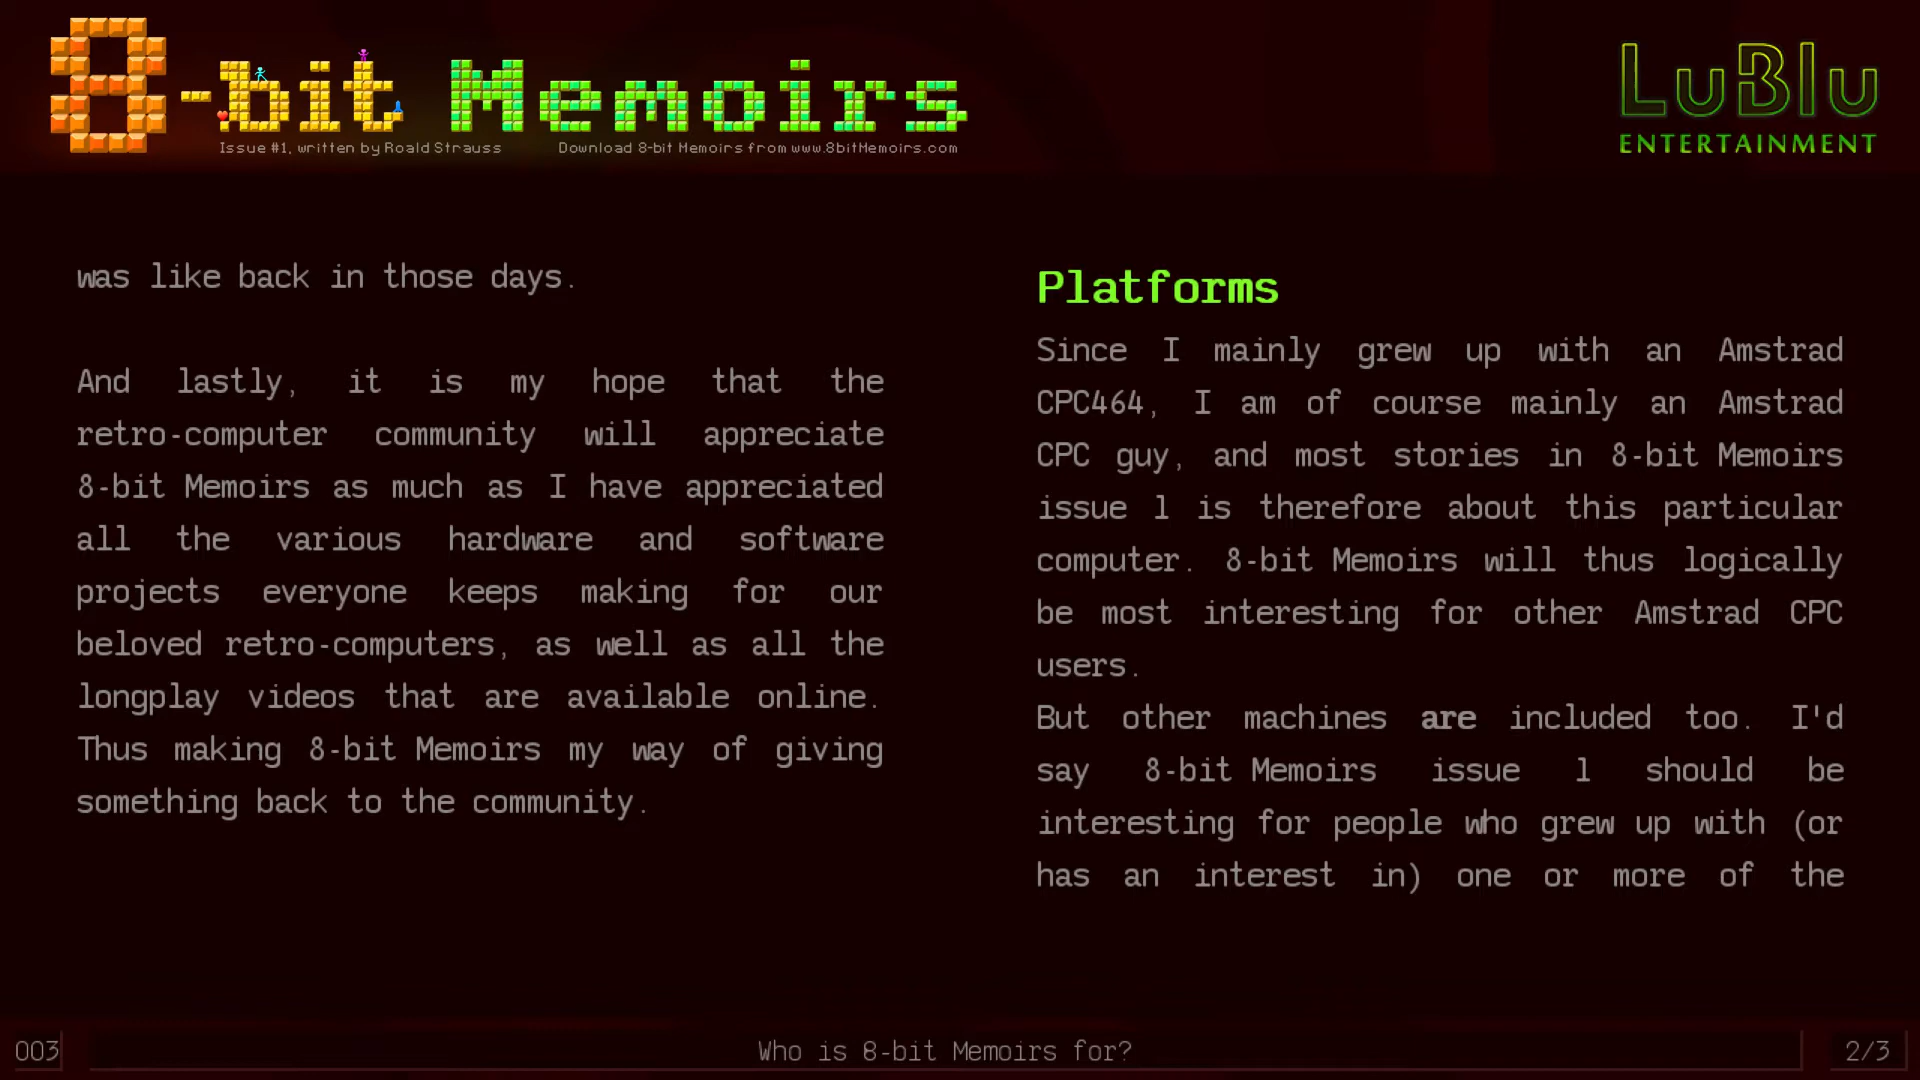 8-bit Memoirs
Issue #1, written by Roald Strauss
Download 8-bit Memoirs from www.8bitMemoirs.com
LuBlu
ENTERTAINMENT
was like back in those days.
And lastly, it is my hope that the
retro-computer community will appreciate
8-bit Memoirs as much as I have appreciated
all the various hardware and software
projects everyone keeps making for our
beloved retro-computers, as well as all the
longplay videos that are available online.
Thus making 8-bit Memoirs my way of giving
something back to the community.
Platforms
Since I mainly grew up with an Amstrad
CPC464, I am of course mainly an Amstrad
CPC guy, and most stories in 8-bit Memoirs
issue 1 is therefore about this particular
computer. 8-bit Memoirs will thus logically
be most interesting for other Amstrad CPC
users.
But other machines are included too. I'd
say 8-bit Memoirs issue 1 should be
interesting for people who grew up with (or
has an interest in) one or more of the
003
Who is 8-bit Memoirs for?
2/3